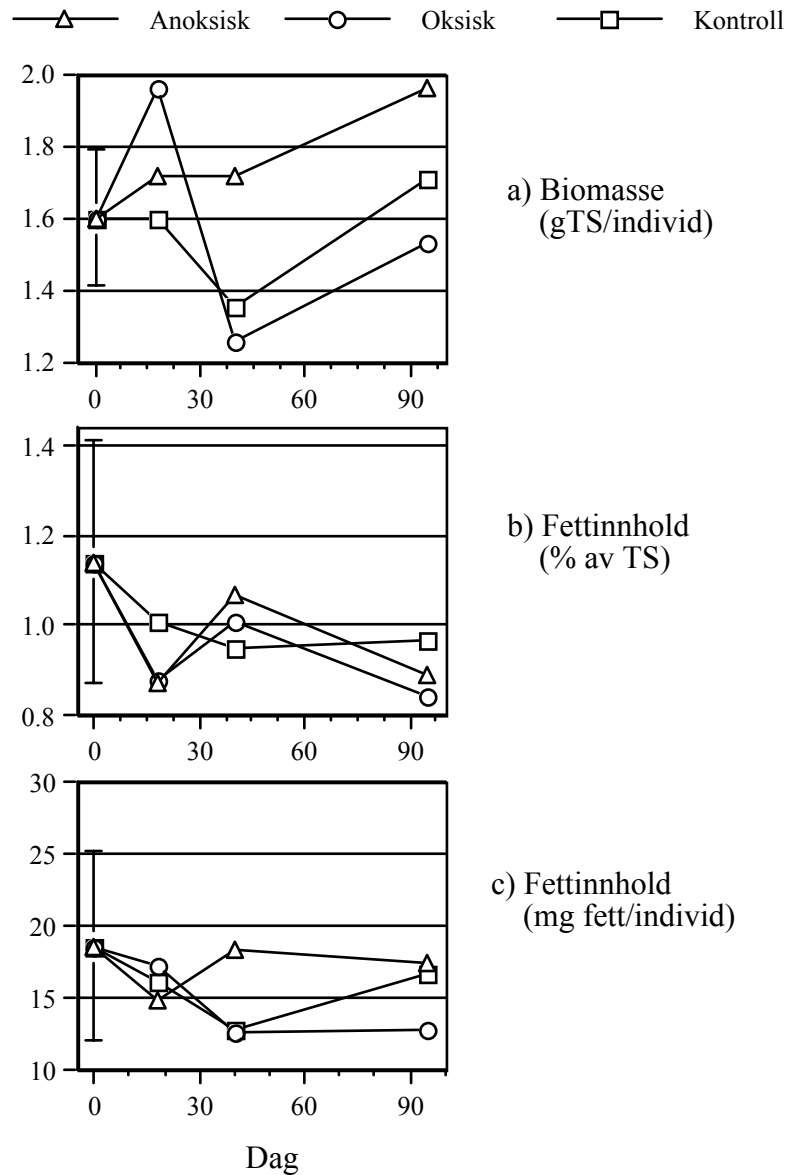 Anoksisk Oksisk Kontroll
2.0
1.8
1.6
1.4
1.2
0 30 60 90
a) Biomasse
(gTS/individ)
1.4
1.2
1.0
0.8
0 30 60 90
b) Fettinnhold
(% av TS)
30
25
20
15
10
0 30 60 90
c) Fettinnhold
(mg fett/individ)
Dag